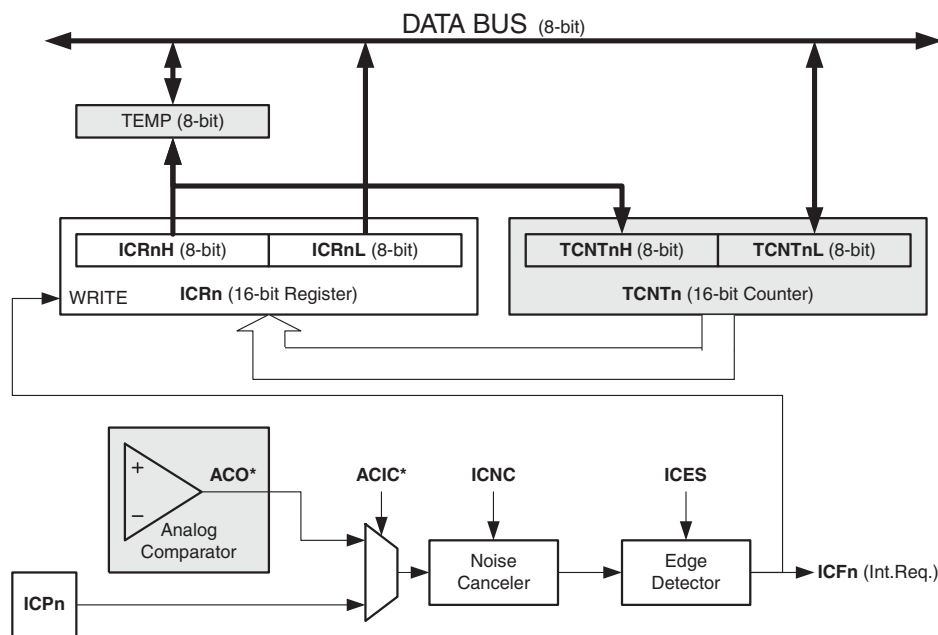 DATA BUS (8-bit)
TEMP (8-bit)
ICRnH (8-bit)
ICRnL (8-bit)
TCNTnH (8-bit)
TCNTnL (8-bit)
WRITE
ICRn (16-bit Register)
TCNTn (16-bit Counter)
+
−
ACO*
Analog
Comparator
ACIC*
ICNC
ICES
Noise
Canceler
Edge
Detector
ICFn (Int.Req.)
ICPn